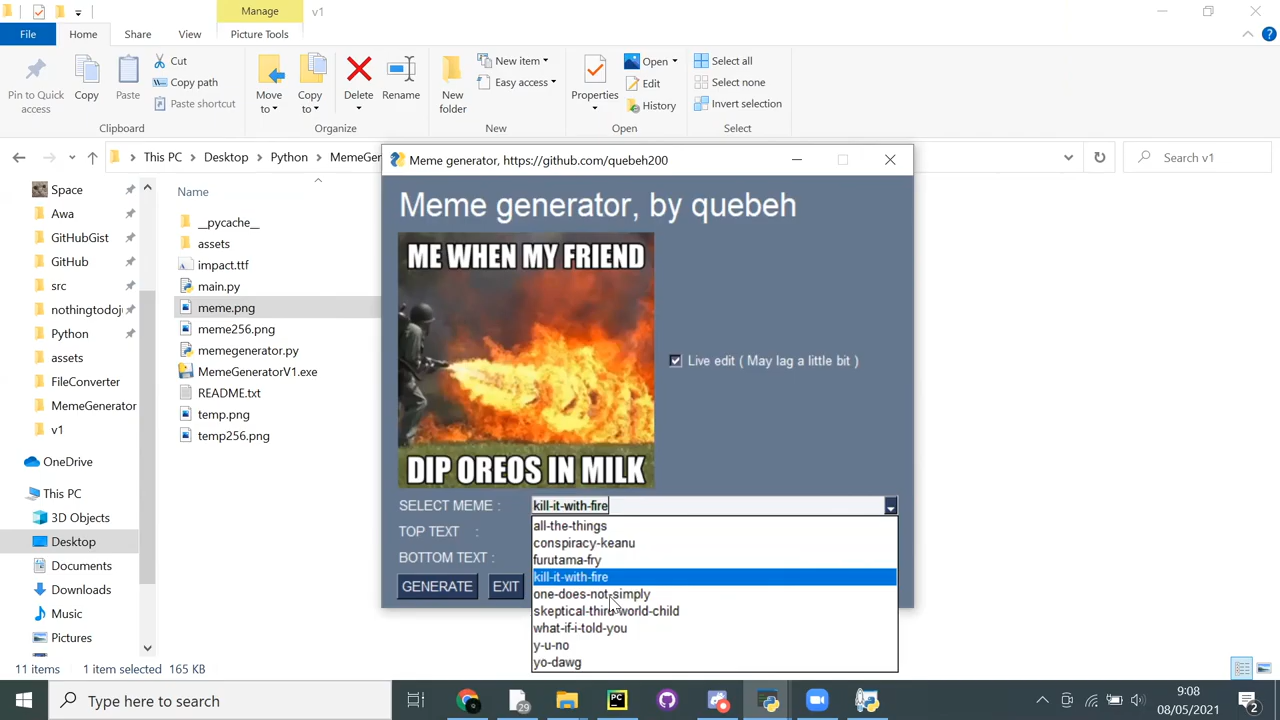 Manage
v1
File
Home
Share
View
Picture Tools
Pin to Quick access
Copy
Paste
Cut
Copy path
Paste shortcut
Clipboard
Move to
Copy to
Delete
Rename
Organize
New folder
New item
Easy access
New
Properties
Open
Edit
History
Open
Select all
Select none
Invert selection
Select
This PC
Desktop
Python
MemeGer
Search v1
Space
Awa
GitHubGist
GitHub
src
nothingtodoj
Python
assets
FileConverter
MemeGenerator
v1
OneDrive
This PC
3D Objects
Desktop
Documents
Downloads
Music
Pictures
Name
__pycache__
assets
impact.ttf
main.py
meme.png
meme256.png
memegenerator.py
MemeGeneratorV1.exe
README.txt
temp.png
temp256.png
Meme generator, https://github.com/quebeh200
Meme generator, by quebeh
ME WHEN MY FRIEND
DIP OREOS IN MILK
Live edit ( May lag a little bit )
SELECT MEME :
kill-it-with-fire
TOP TEXT :
BOTTOM TEXT :
GENERATE
EXIT
all-the-things
conspiracy-keanu
furutama-fry
kill-it-with-fire
one-does-not-simply
skeptical-third-world-child
what-if-i-told-you
y-u-no
yo-dawg
11 items
1 item selected 165 KB
Type here to search
29
9:08
08/05/2021
2